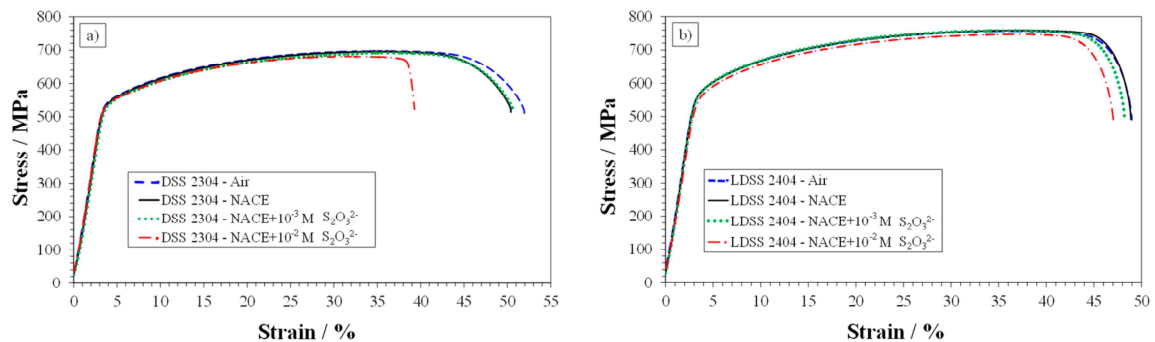 a)
800
700
600
500
400
300
200
100
0
Stress / MPa
DSS 2304 - Air
DSS 2304 - NACE
DSS 2304 - NACE+10⁻³ M S₂O₃²⁻
DSS 2304 - NACE+10⁻² M S₂O₃²⁻
0 5 10 15 20 25 30 35 40 45 50 55
Strain / %
b)
800
700
600
500
400
300
200
100
0
Stress / MPa
LDSS 2404 - Air
LDSS 2404 - NACE
LDSS 2404 - NACE+10⁻³ M S₂O₃²⁻
LDSS 2404 - NACE+10⁻² M S₂O₃²⁻
0 5 10 15 20 25 30 35 40 45 50
Strain / %